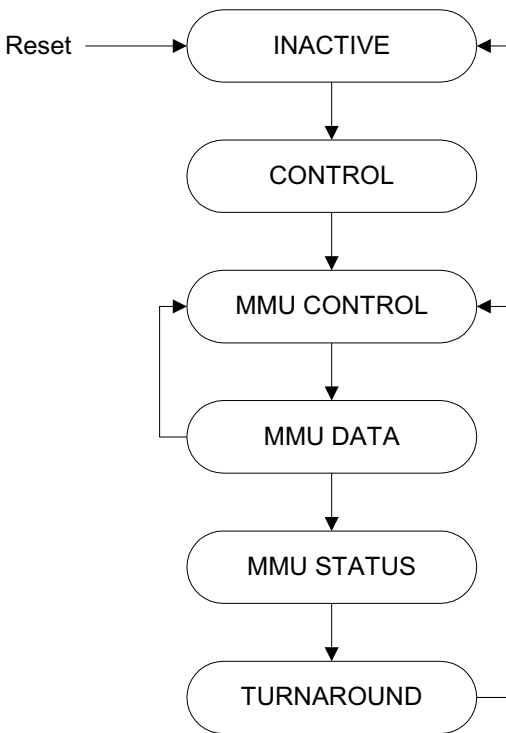 Reset
INACTIVE
CONTROL
MMU CONTROL
MMU DATA
MMU STATUS
TURNAROUND